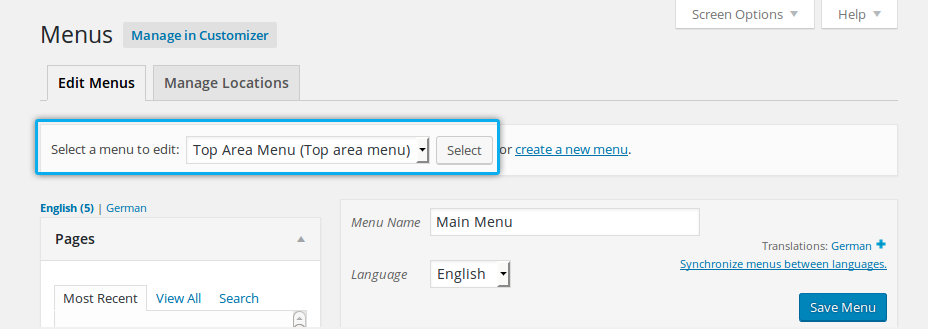 Screen Options Help
Menus Manage in Customizer
Edit Menus Manage Locations
Select a menu to edit: Top Area Menu (Top area menu) Select or create a new menu.
English (5) | German
Pages
Most Recent View All Search
Menu Name Main Menu
Translations: German +
Language English
Synchronize menus between languages.
Save Menu